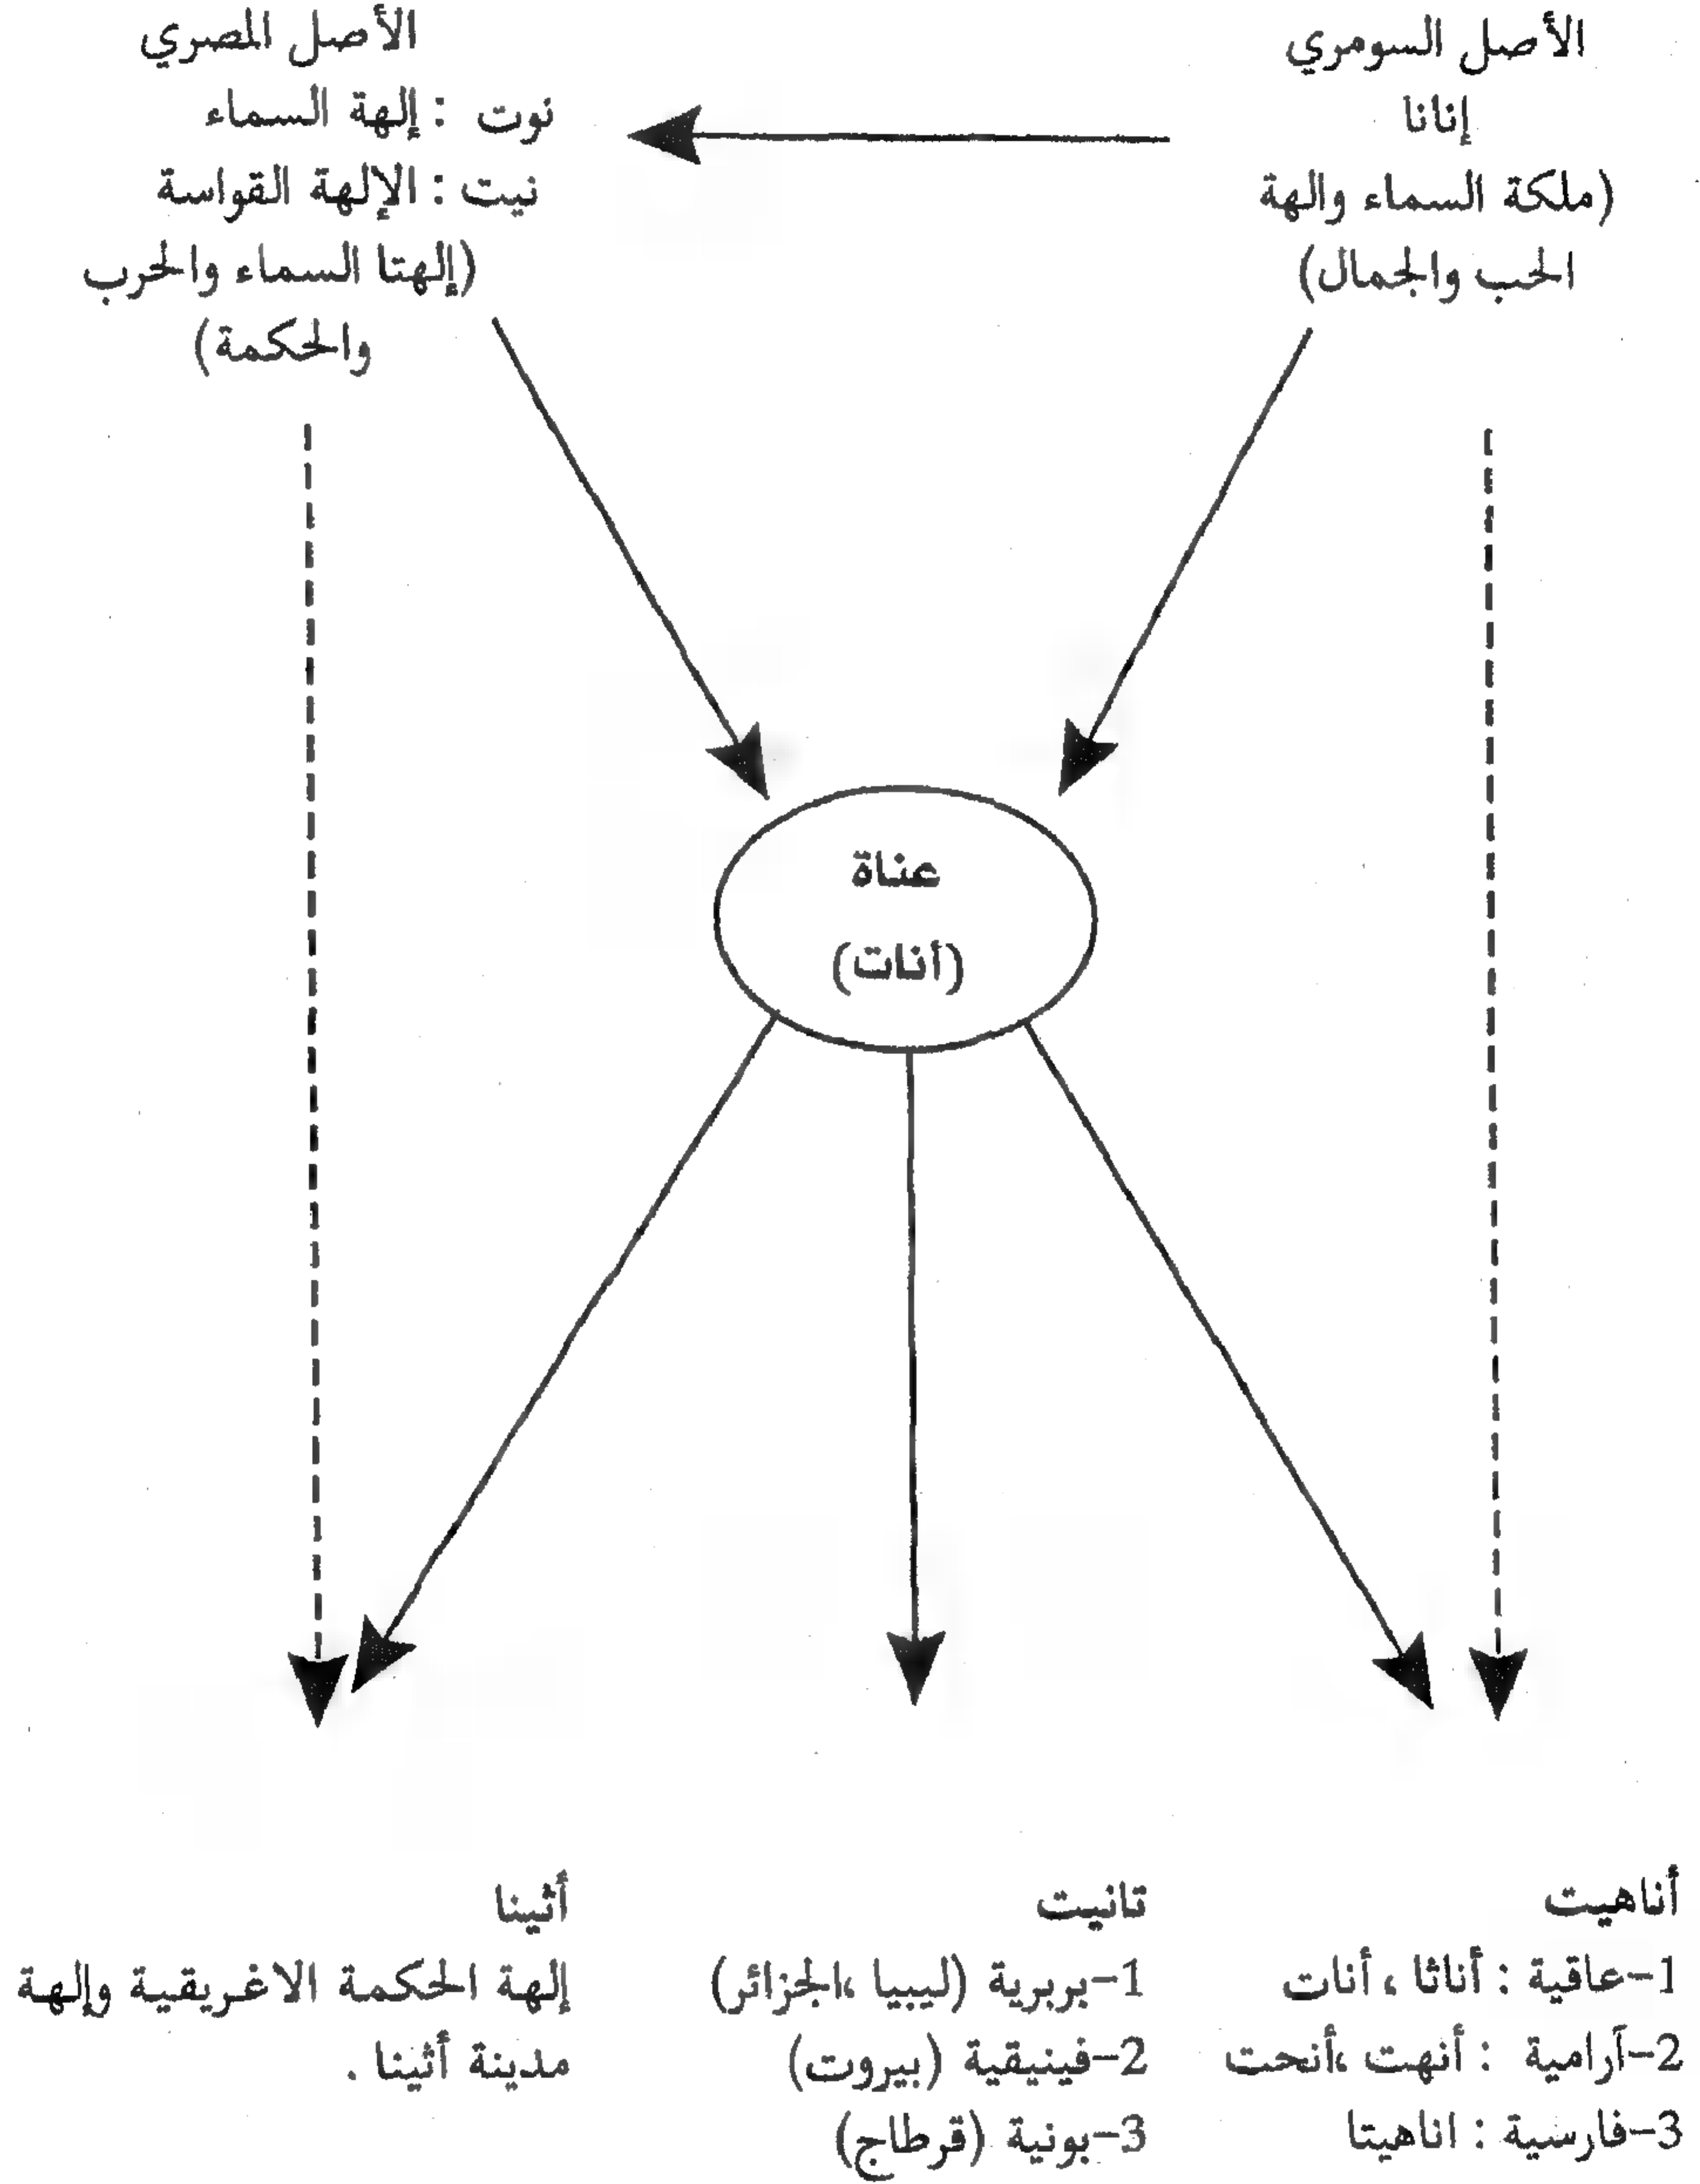 الأصل السومري
إنانا
(ملكة السماء والهة
الحب والجمال)
الأصل المصري
نوت : إلهة السماء
نيت : الإلهة القواسة
(إلهتا السماء والحرب
والحكمة)
عناة
(أنات)
أناهيت
1-عاقية : أناثا ، أنات
2-آرامية : أنهت ،أنحت
3-فارسية : اناهيتا
تانيت
1-بربرية (ليبيا ،الجزائر)
2-فينيقية (بيروت)
3-بونية (قرطاج)
أثينا
إلهة الحكمة الاغريقية وإلهة
مدينة أثينا .